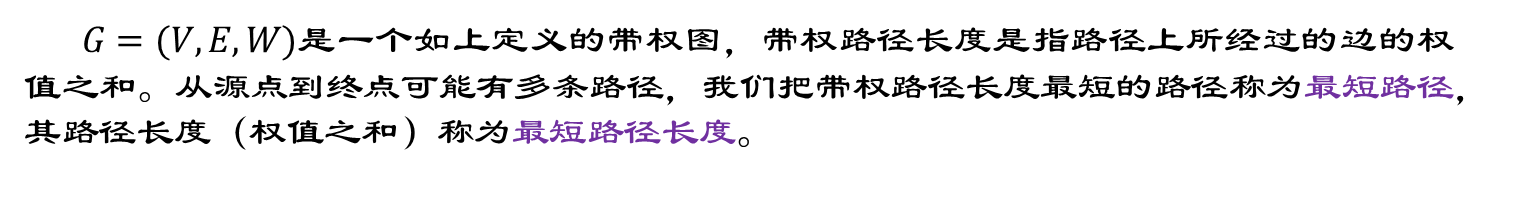 G = (V, E, W)是一个如上定义的带权图，带权路径长度是指路径上所经过的边的权
值之和。从源点到终点可能有多条路径，我们把带权路径长度最短的路径称为最短路径，
其路径长度（权值之和）称为最短路径长度。